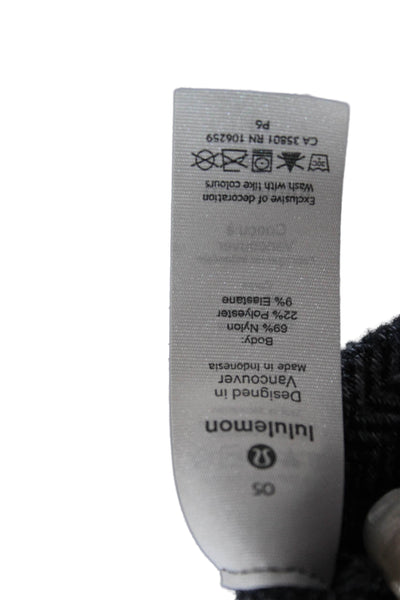 OS
lululemon
Designed in
Vancouver
Made in Indonesia
Body:
69% Nylon
22% Polyester
9% Elastane
Exclusive of decoration
Wash with like colours
CA 35801 RN 106259
P6